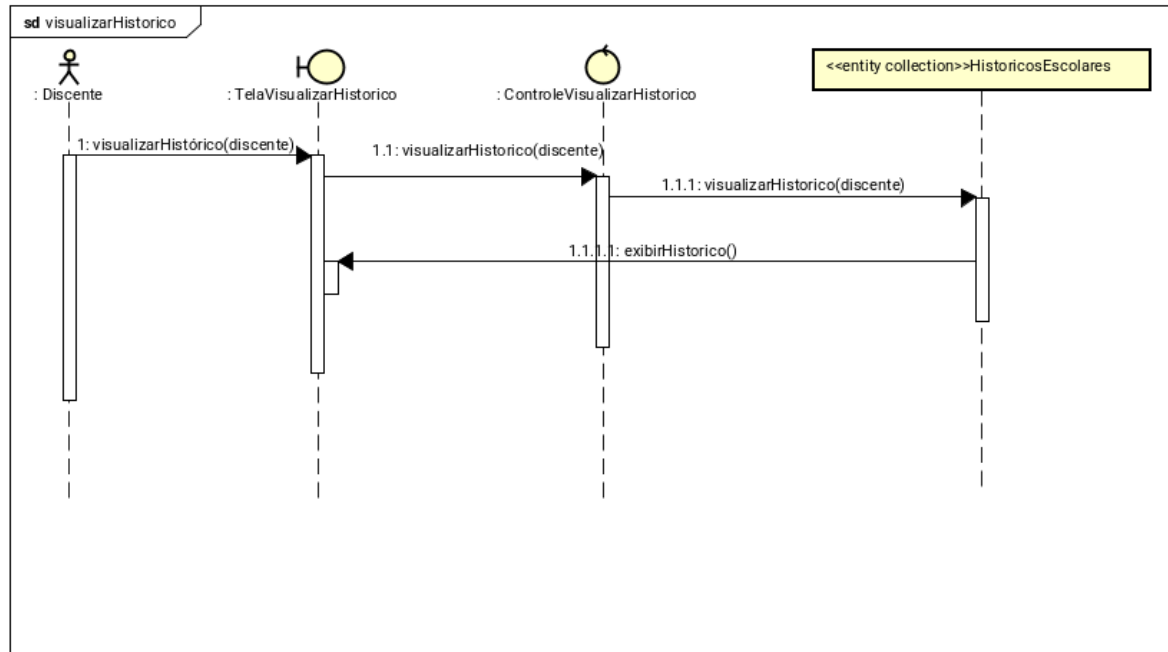 sd visualizarHistorico
<<entity collection>>HistoricosEscolares
: Discente
: TelaVisualizarHistorico
: ControleVisualizarHistorico
1: visualizarHistórico(discente)
1.1: visualizarHistorico(discente)
1.1.1: visualizarHistorico(discente)
1.1.1.1: exibirHistorico()